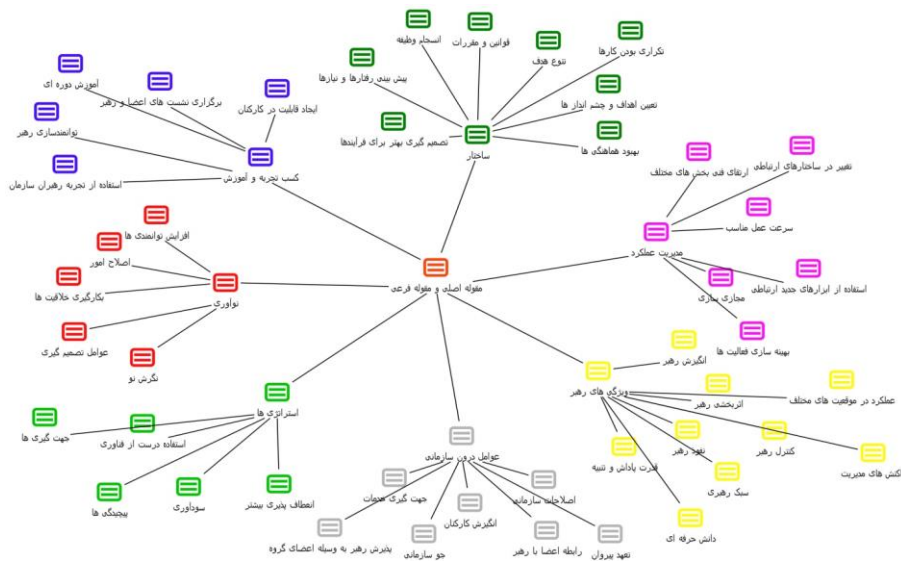 مقوله اصلی و مقوله فرعی
ساختار
پیش بینی رفتارها و نیازها
انسجام وظیفه
قوانین و مقررات
تنوع هدف
تکراری بودن کارها
تعیین اهداف و چشم انداز ها
بهبود هماهنگی ها
تصمیم گیری بهتر برای فرآیندها
مدیریت عملکرد
ارتقای فنی بخش های مختلف
تغییر در ساختارهای ارتباطی
سرعت عمل مناسب
استفاده از ابزارهای جدید ارتباطی
مجازی سازی
بهینه سازی فعالیت ها
ویژگی های رهبر
انگیزش رهبر
اثربخشی رهبر
عملکرد در موقعیت های مختلف
نفوذ رهبر
کنترل رهبر
واکنش های مدیریت
قدرت پاداش و تنبیه
سبک رهبری
دانش حرفه ای
عوامل درون سازمانی
جهت گیری خدمات
اصلاحات سازمانی
انگیزش کارکنان
پذیرش رهبر به وسیله اعضای گروه
جو سازمانی
رابطه اعضا با رهبر
تعهد پیروان
استراتژی ها
جهت گیری ها
استفاده درست از فناوری
پیچیدگی ها
سودآوری
انعطاف پذیری بیشتر
نوآوری
افزایش توانمندی ها
اصلاح امور
بکارگیری خلاقیت ها
عوامل تصمیم گیری
نگرش نو
کسب تجربه و آموزش
آموزش دوره ای
برگزاری نشست های اعضا و رهبر
ایجاد قابلیت در کارکنان
توانمندسازی رهبر
استفاده از تجربه رهبران سازمان